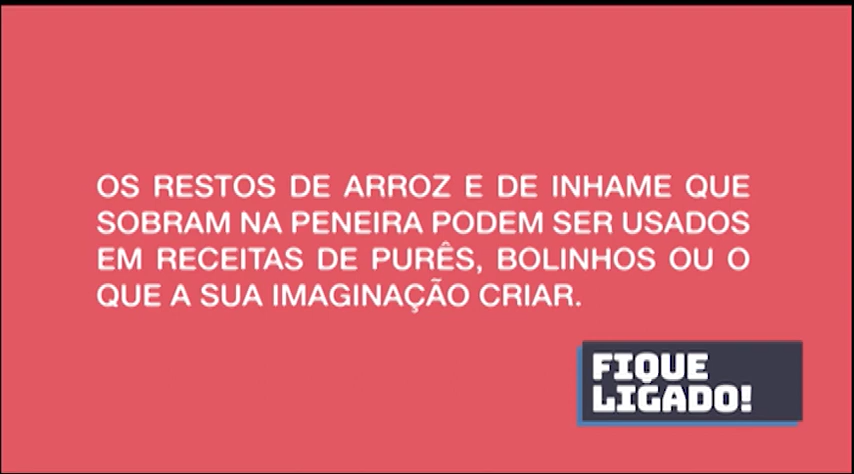 OS RESTOS DE ARROZ E DE INHAME QUE
SOBRAM NA PENEIRA PODEM SER USADOS
EM RECEITAS DE PURÊS, BOLINHOS OU O
QUE A SUA IMAGINAÇÃO CRIAR.
FIQUE
LIGADO!